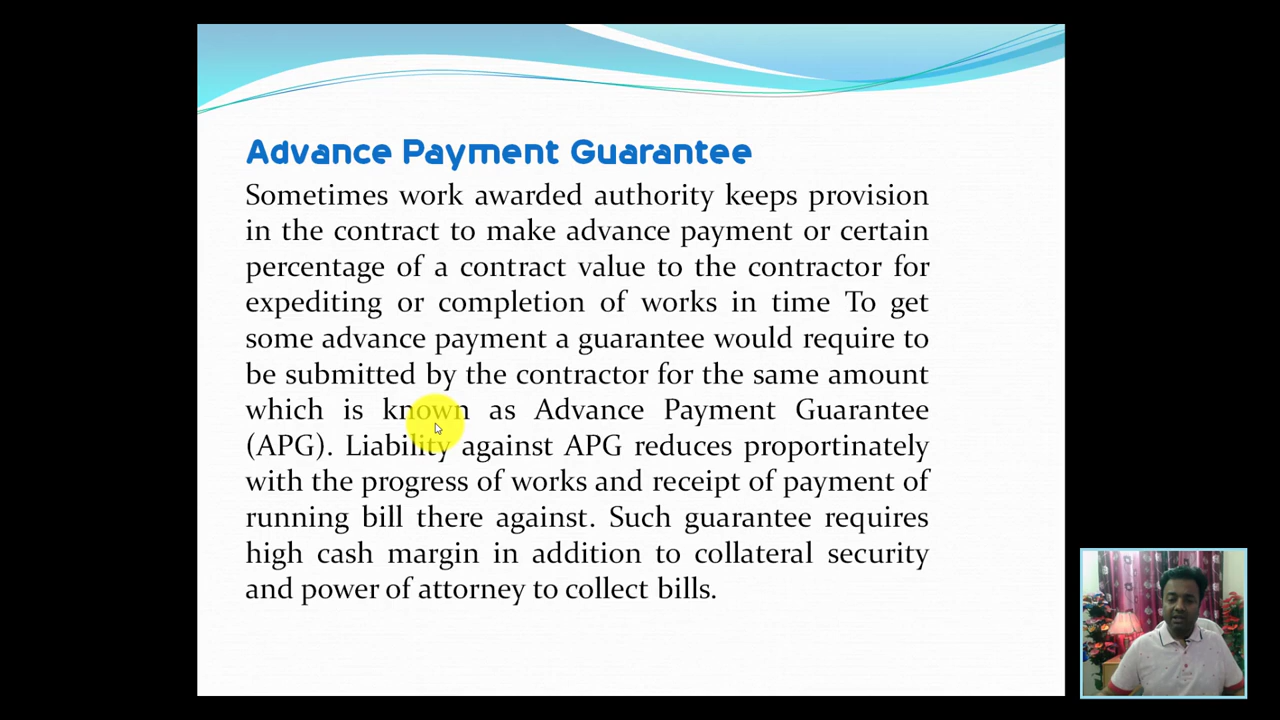 Advance Payment Guarantee
Sometimes work awarded authority keeps provision
in the contract to make advance payment or certain
percentage of a contract value to the contractor for
expediting or completion of works in time To get
some advance payment a guarantee would require to
be submitted by the contractor for the same amount
which is known as Advance Payment Guarantee
(APG). Liability against APG reduces proportinately
with the progress of works and receipt of payment of
running bill there against. Such guarantee requires
high cash margin in addition to collateral security
and power of attorney to collect bills.